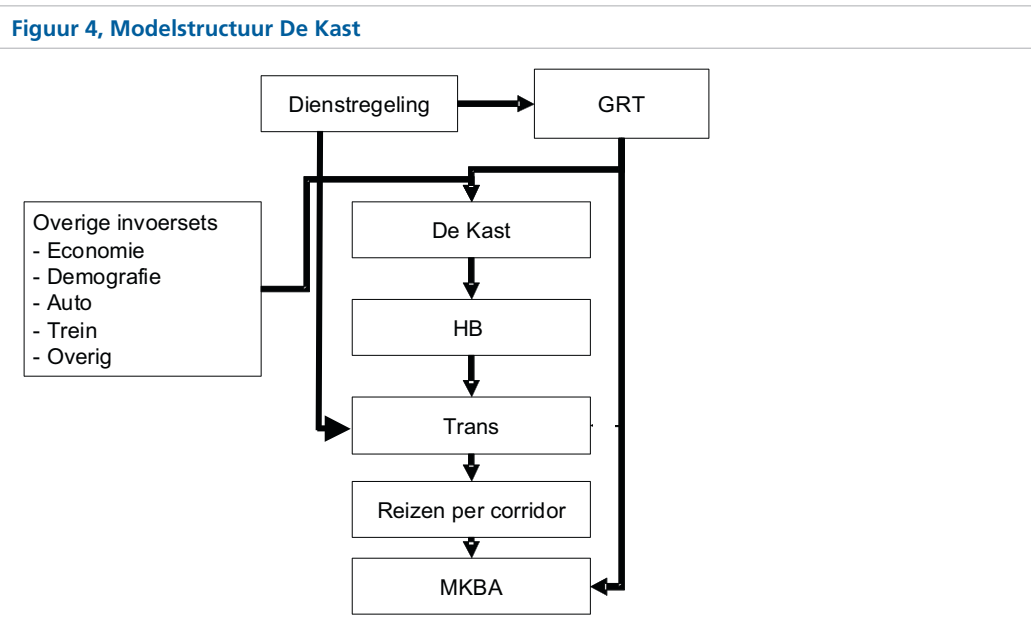 Figuur 4, Modelstructuur De Kast
Dienstregeling
GRT
Overige invoersets
- Economie
- Demografie
- Auto
- Trein
- Overig
De Kast
HB
Trans
Reizen per corridor
MKBA